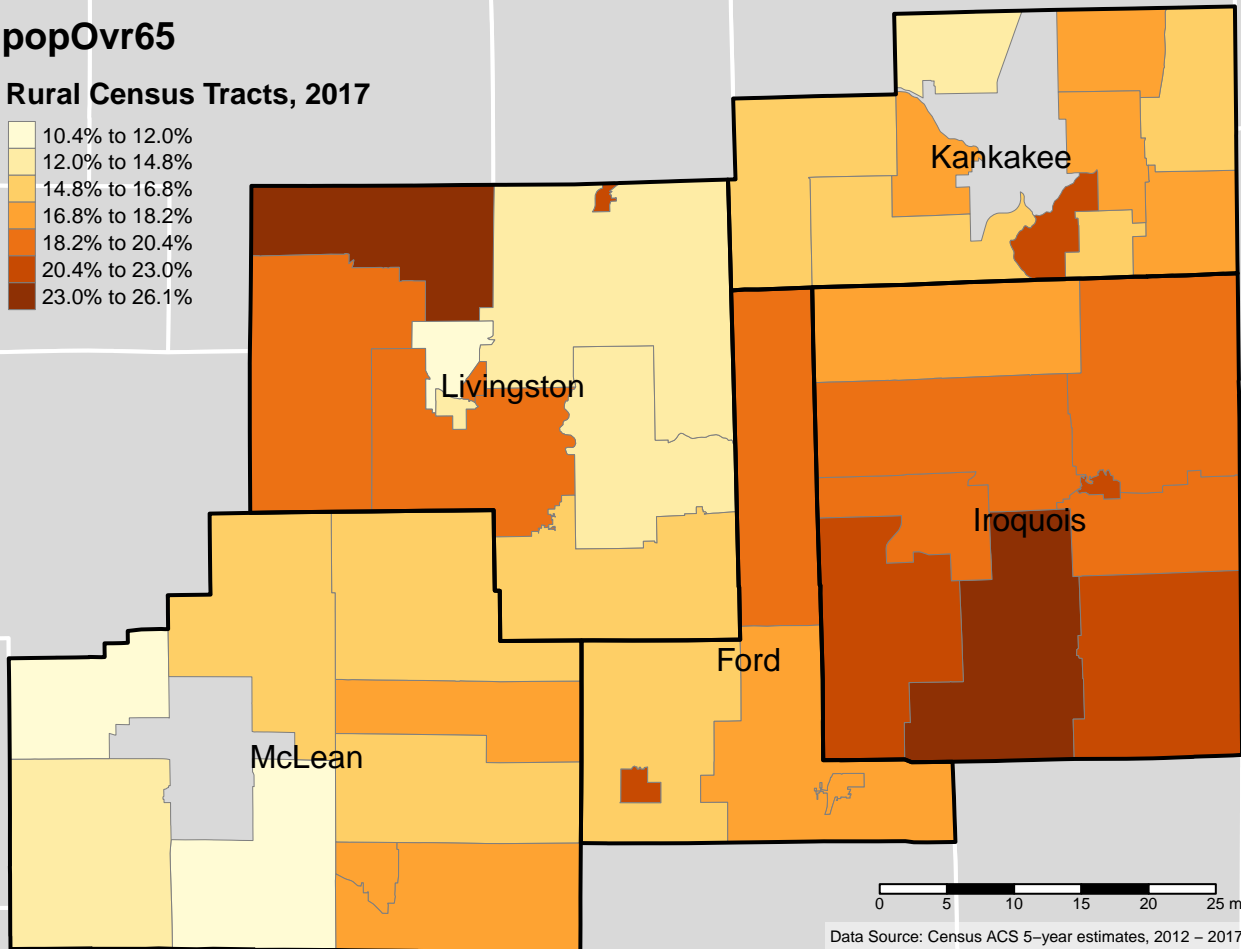 popOvr65
Rural Census Tracts, 2017
10.4% to 12.0%
12.0% to 14.8%
14.8% to 16.8%
16.8% to 18.2%
18.2% to 20.4%
20.4% to 23.0%
23.0% to 26.1%
Kankakee
Livingston
Iroquois
Ford
McLean
0 5 10 15 20 25 m
Data Source: Census ACS 5−year estimates, 2012 − 2017